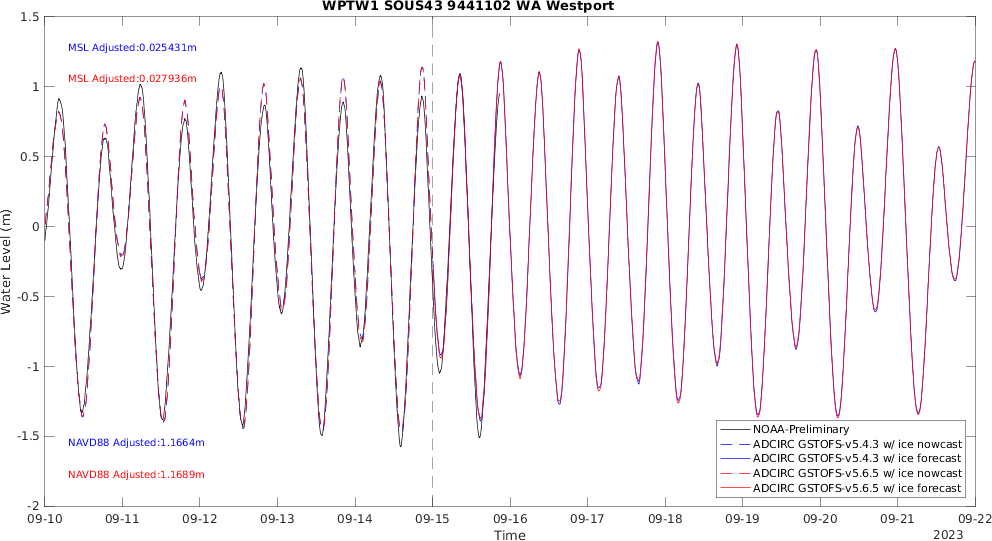 WPTW1 SOUS43 9441102 WA Westport
1.5
1
0.5
0
-0.5
-1
-1.5
-2
Water Level (m)
MSL Adjusted:0.025431m
MSL Adjusted:0.027936m
NAVD88 Adjusted:1.1664m
NAVD88 Adjusted:1.1689m
NOAA-Preliminary
ADCIRC GSTOFS-v5.4.3 w/ ice nowcast
ADCIRC GSTOFS-v5.4.3 w/ ice forecast
ADCIRC GSTOFS-v5.6.5 w/ ice nowcast
ADCIRC GSTOFS-v5.6.5 w/ ice forecast
09-10 09-11 09-12 09-13 09-14 09-15 09-16 09-17 09-18 09-19 09-20 09-21 09-22
Time
2023